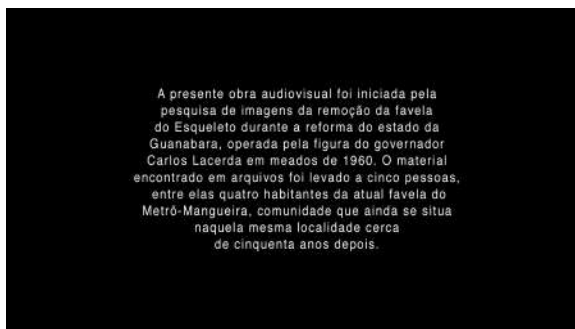 A presente obra audiovisual foi iniciada pela
pesquisa de imagens da remoção da favela
do Esqueleto durante a reforma do estado da
Guanabara, operada pela figura do governador
Carlos Lacerda em meados de 1960. O material
encontrado em arquivos foi levado a cinco pessoas,
entre elas quatro habitantes da atual favela do
Metrô-Mangueira, comunidade que ainda se situa
naquela mesma localidade cerca
de cinquenta anos depois.